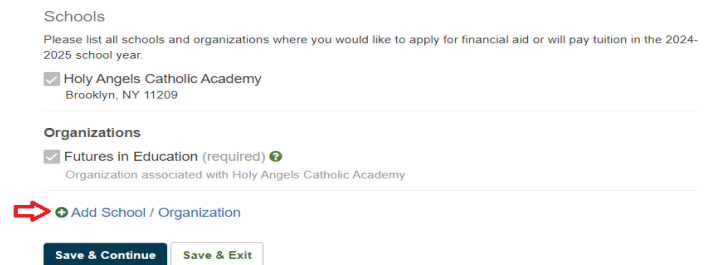 Schools
Please list all schools and organizations where you would like to apply for financial aid or will pay tuition in the 2024-
2025 school year.
Holy Angels Catholic Academy
Brooklyn, NY 11209
Organizations
Futures in Education (required)
Organization associated with Holy Angels Catholic Academy
Add School / Organization
Save & Continue Save & Exit